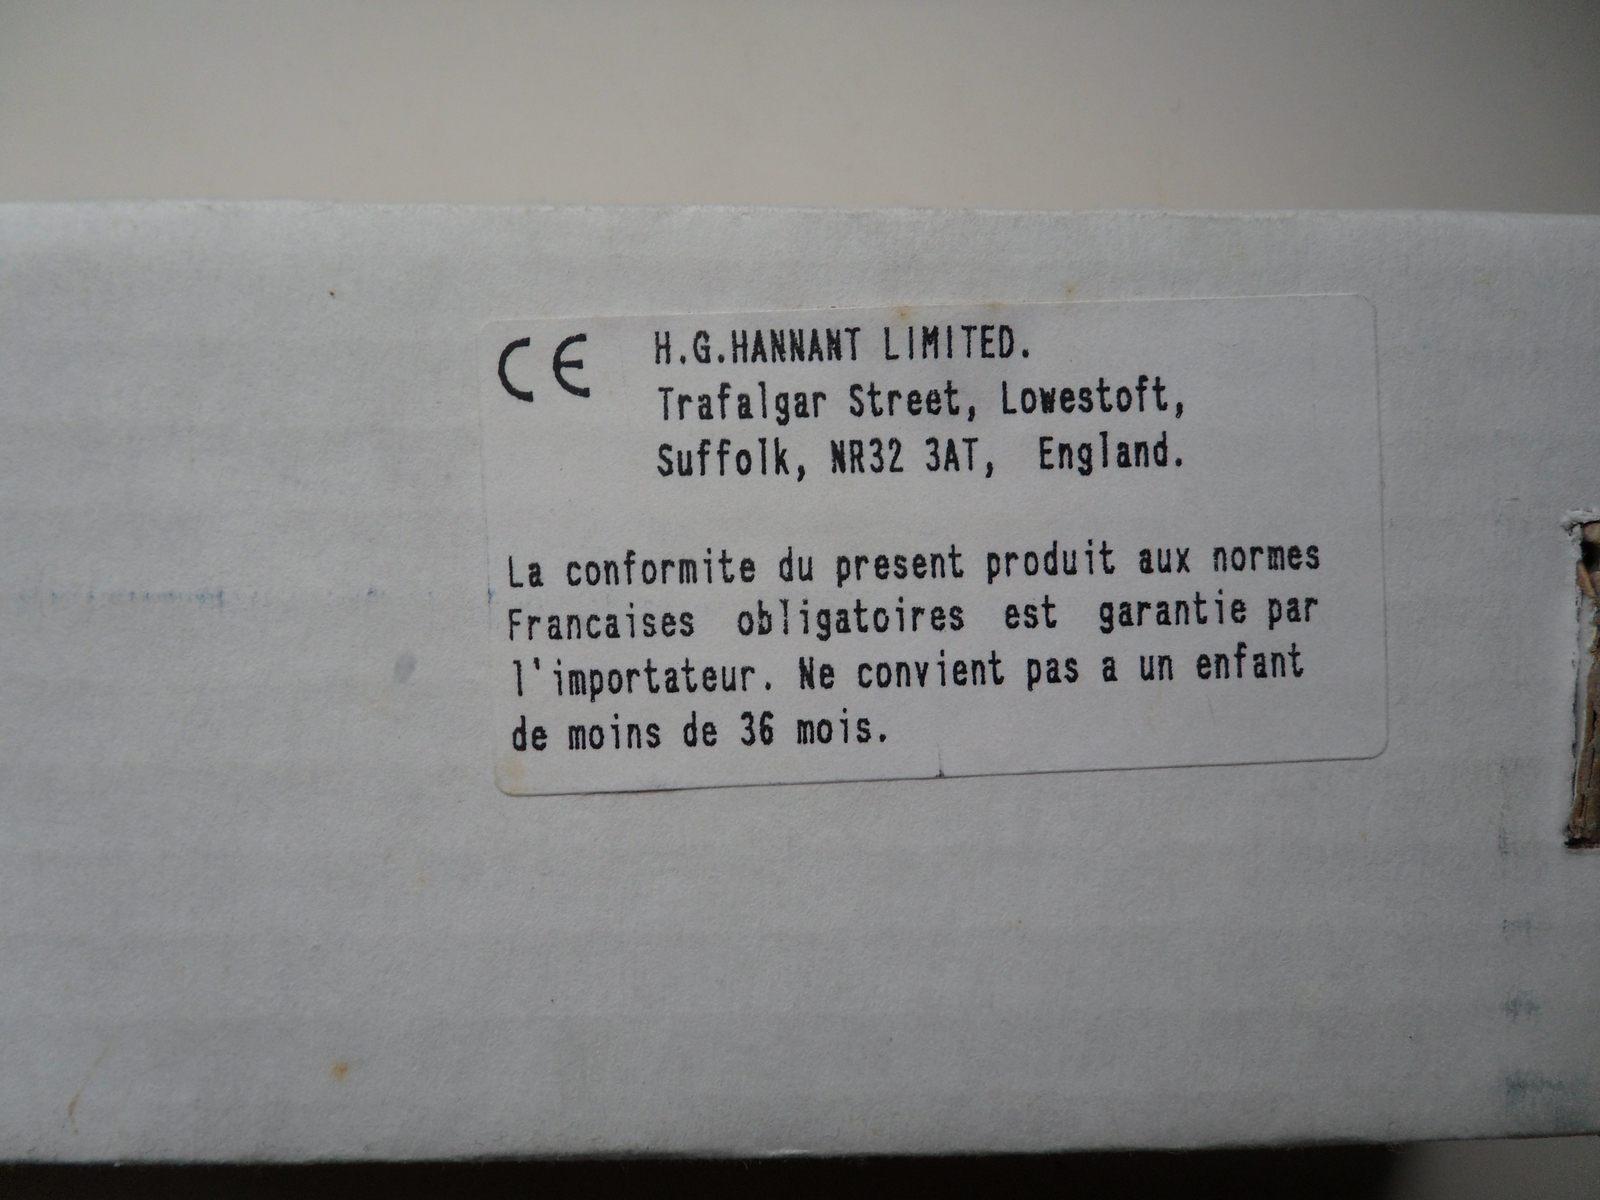 CE H.G.HANNANT LIMITED.
Trafalgar Street, Lowestoft,
Suffolk, NR32 3AT, England.
La conformite du present produit aux normes
Francaises obligatoires est garantie par
l'importateur. Ne convient pas a un enfant
de moins de 36 mois.